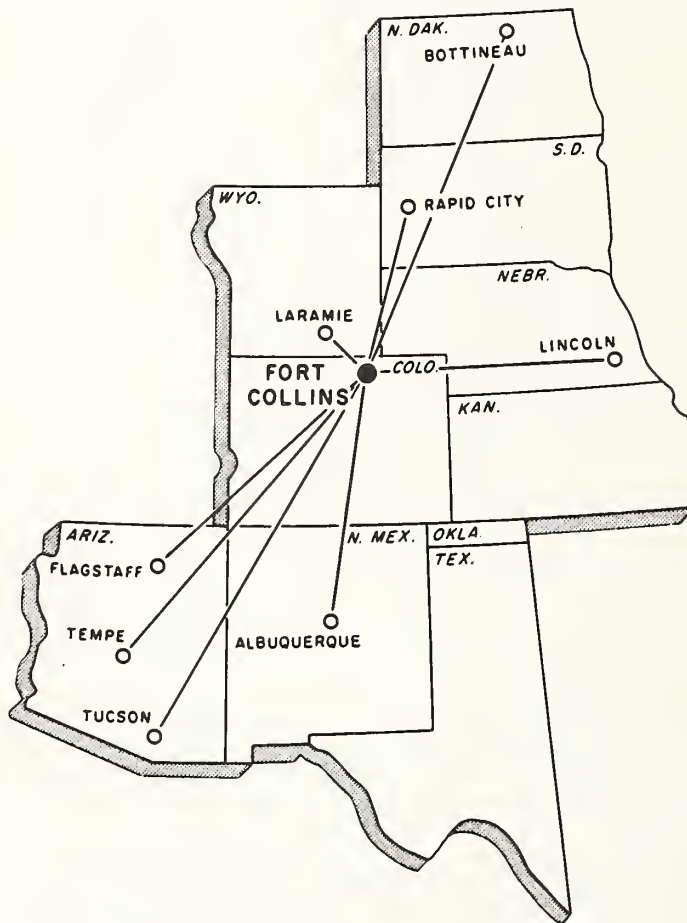 N. DAK.
BOTTINEAU
S.D.
WYO.
RAPID CITY
NEBR.
LARAMIE
LINCOLN
FORT
COLLINS
COLO.
KAN.
ARIZ.
N. MEX.
OKLA.
TEX.
FLAGSTAFF
TEMPE
ALBUQUERQUE
TUCSON